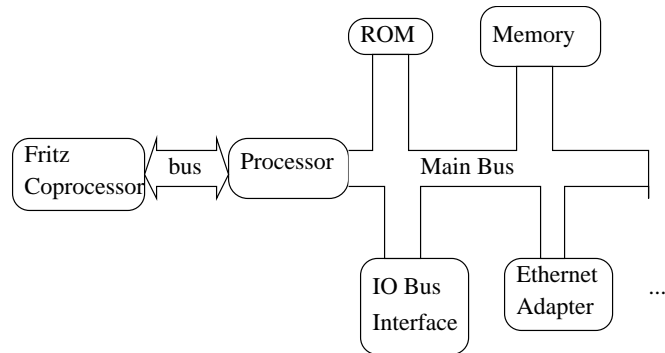 ROM
Memory
Fritz
Coprocessor
bus
Processor
Main Bus
IO Bus
Interface
Ethernet
Adapter
...